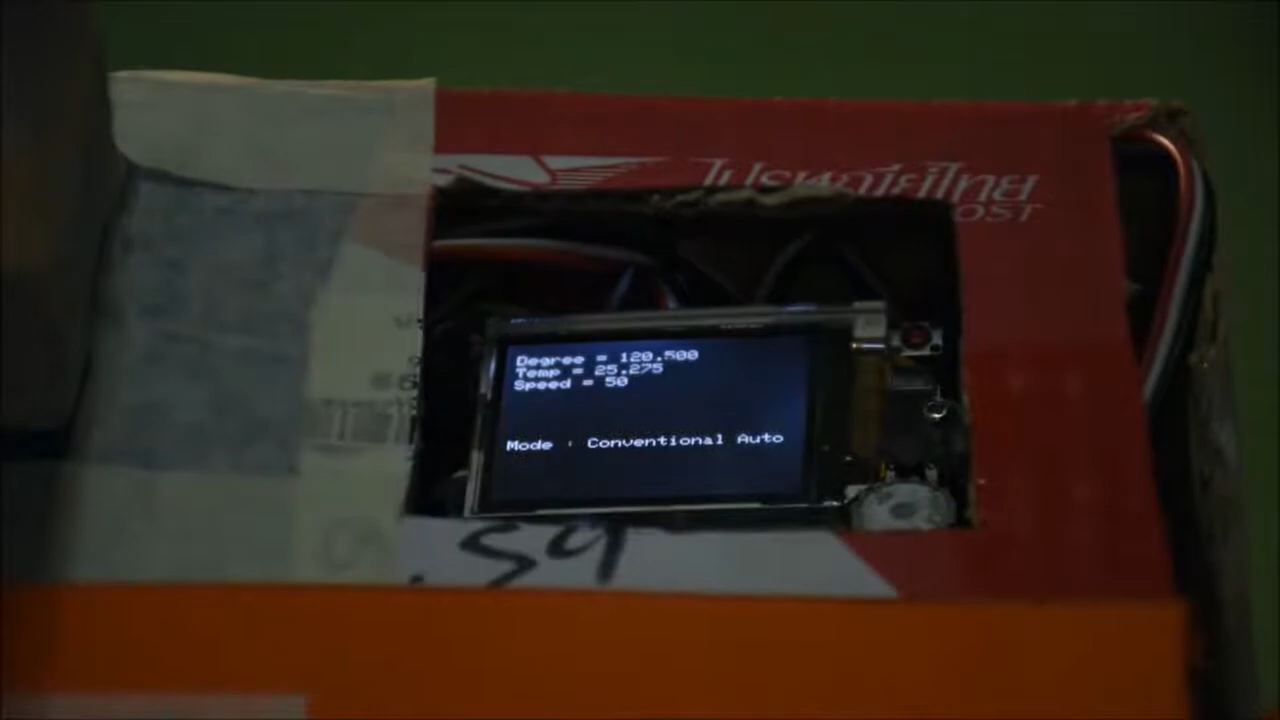 ไปรษณีย์ไทย
OST
Degree = 120.500
Temp = 25.275
Speed = 50
Mode : Conventional Auto